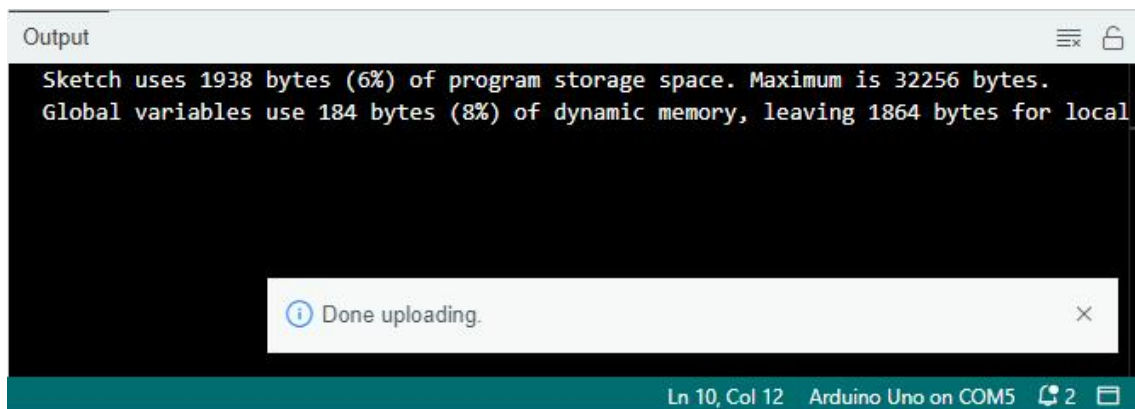 Output
Sketch uses 1938 bytes (6%) of program storage space. Maximum is 32256 bytes.
Global variables use 184 bytes (8%) of dynamic memory, leaving 1864 bytes for local
Done uploading.
Ln 10, Col 12 Arduino Uno on COM5 2